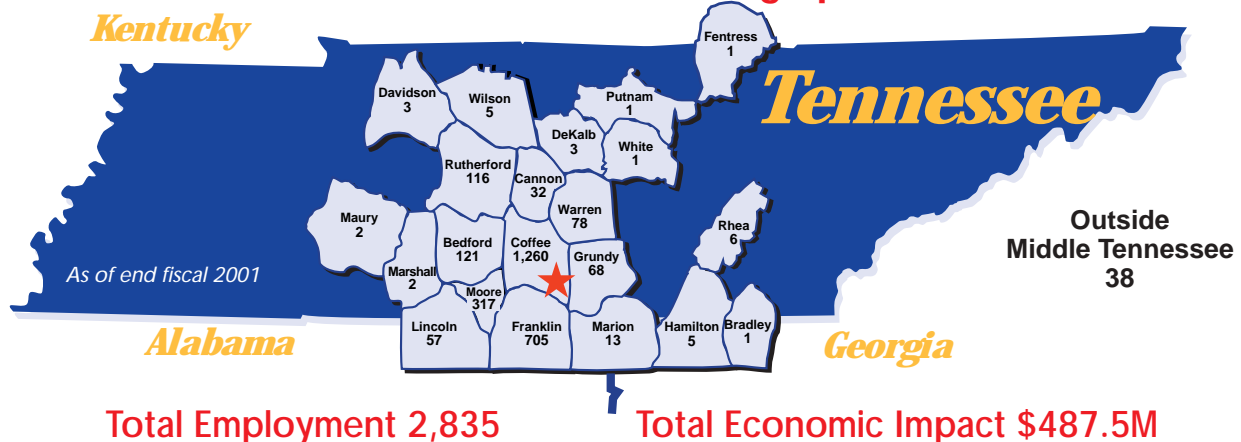 Kentucky
Fentress
1
Tennessee
Davidson
3
Wilson
5
Putnam
1
DeKalb
3
White
1
Rutherford
116
Cannon
32
Warren
78
Maury
2
Rhea
6
Outside
Middle Tennessee
38
Bedford
121
Coffee
1,260
Grundy
68
As of end fiscal 2001
Marshall
2
Moore
317
Lincoln
57
Franklin
705
Marion
13
Hamilton
5
Bradley
1
Alabama
Georgia
Total Employment 2,835
Total Economic Impact $487.5M